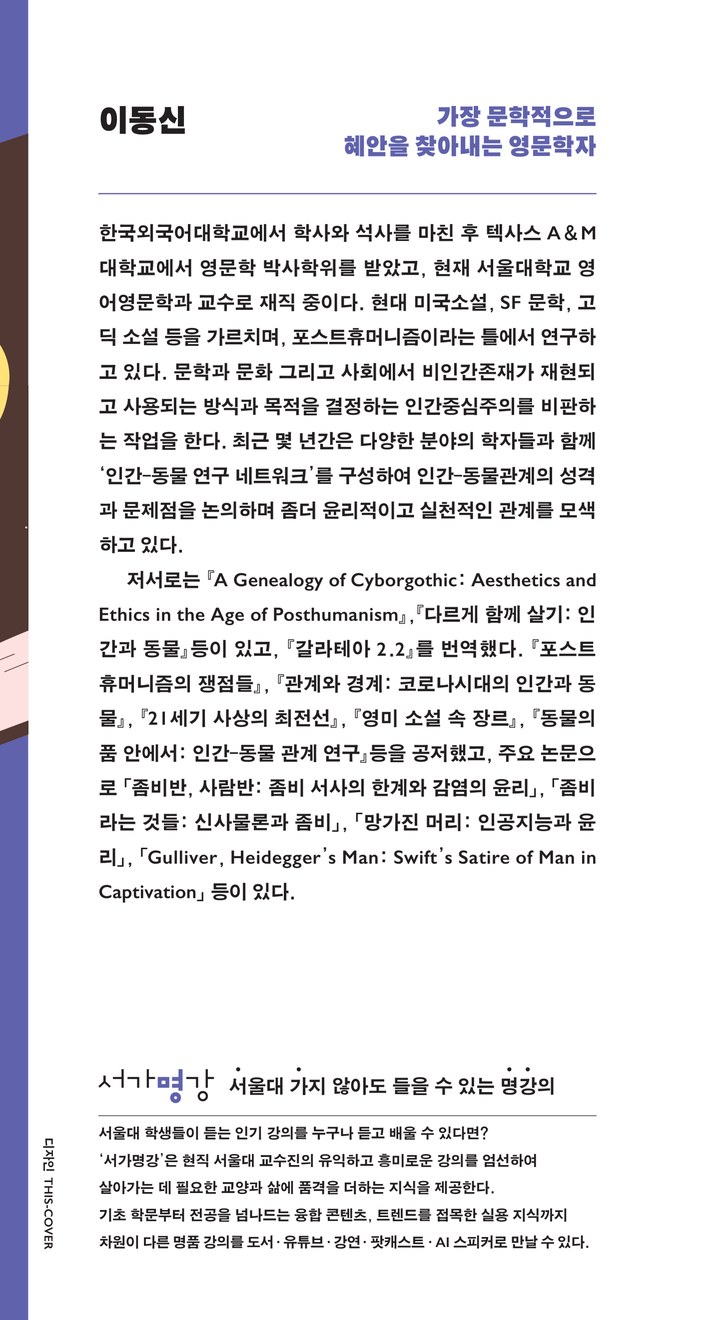 이동신
가장 문학적으로
혜안을 찾아내는 영문학자
한국외국어대학교에서 학사와 석사를 마친 후 텍사스 A & M
대학교에서 영문학 박사학위를 받았고, 현재 서울대학교 영
어영문학과 교수로 재직 중이다. 현대 미국소설, SF 문학, 고
딕 소설 등을 가르치며, 포스트휴머니즘이라는 틀에서 연구하
고 있다. 문학과 문화 그리고 사회에서 비인간존재가 재현되
고 사용되는 방식과 목적을 결정하는 인간중심주의를 비판하
는 작업을 한다. 최근 몇 년간은 다양한 분야의 학자들과 함께
‘인간-동물 연구 네트워크’를 구성하여 인간-동물관계의 성격
과 문제점을 논의하며 좀더 윤리적이고 실천적인 관계를 모색
하고 있다.
저서로는 『A Genealogy of Cyborgothic: Aesthetics and
Ethics in the Age of Posthumanism』,『다르게 함께 살기: 인
간과 동물』등이 있고, 『갈라테아 2.2』를 번역했다. 『포스트
휴머니즘의 쟁점들』, 『관계와 경계: 코로나시대의 인간과 동
물』, 『21세기 사상의 최전선』, 『영미 소설 속 장르』, 『동물의
품 안에서: 인간-동물 관계 연구』등을 공저했고, 주요 논문으
로 「좀비반, 사람반: 좀비 서사의 한계와 감염의 윤리」, 「좀비
라는 것들: 신사물론과 좀비」, 「망가진 머리: 인공지능과 윤
리」, 「Gulliver, Heidegger’s Man: Swift’s Satire of Man in
Captivation」 등이 있다.
서가명강 서울대 가지 않아도 들을 수 있는 명강의
서울대 학생들이 듣는 인기 강의를 누구나 듣고 배울 수 있다면?
‘서가명강’은 현직 서울대 교수진의 유익하고 흥미로운 강의를 엄선하여
살아가는 데 필요한 교양과 삶에 품격을 더하는 지식을 제공한다.
기초 학문부터 전공을 넘나드는 융합 콘텐츠, 트렌드를 접목한 실용 지식까지
차원이 다른 명품 강의를 도서 · 유튜브 · 강연 · 팟캐스트 · AI 스피커로 만날 수 있다.
디자인 THIS-COVER